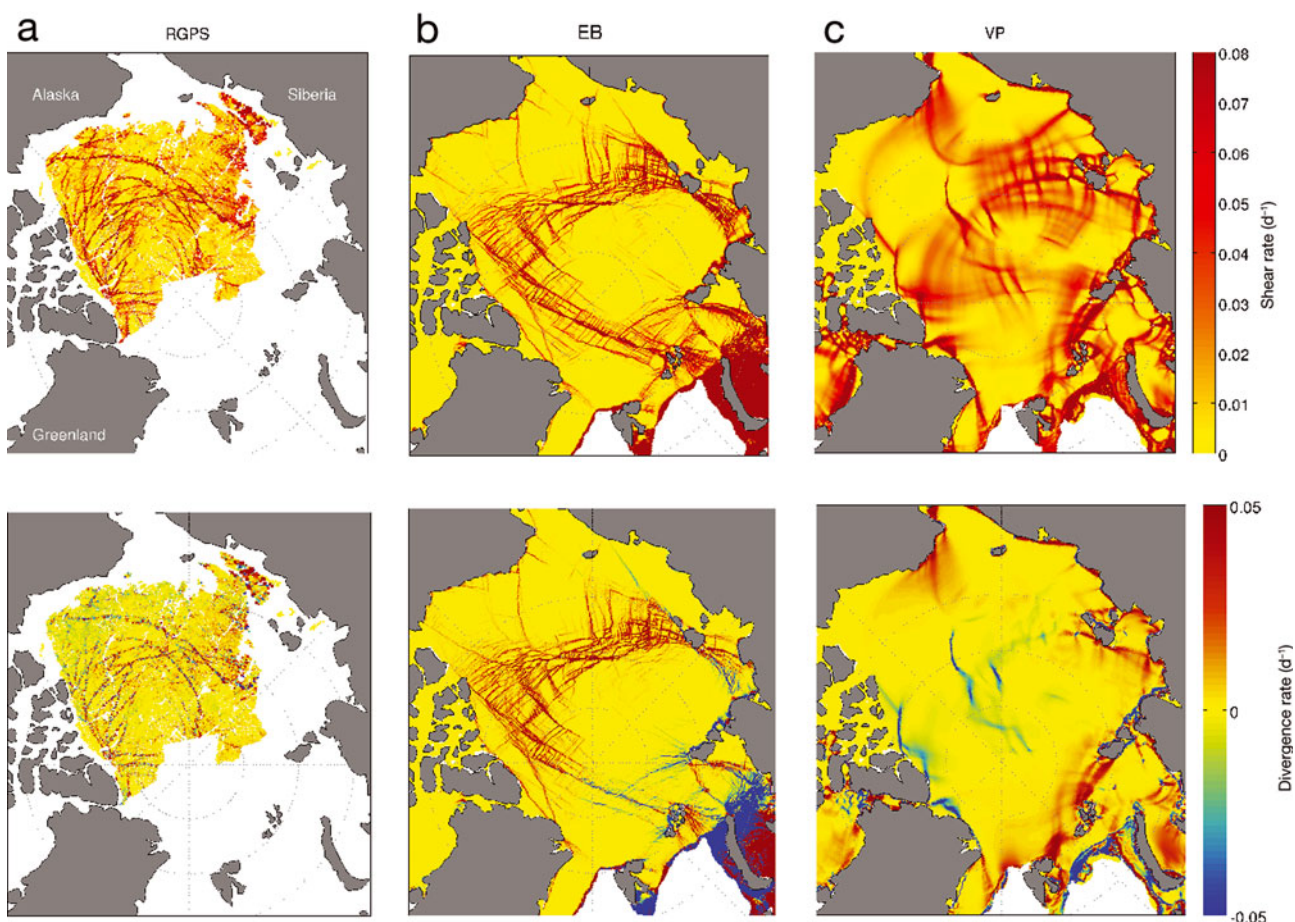 a
RGPS
b
EB
c
VP
Alaska
Siberia
Greenland
0.08
0.07
0.06
0.05
0.04
0.03
0.02
0.01
0
Shear rate (d⁻¹)
0.05
0
-0.05
Divergence rate (d⁻¹)